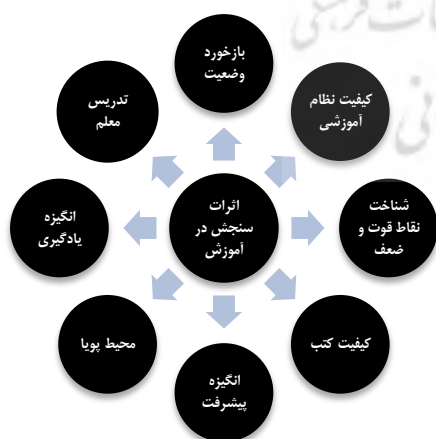 بازخورد
وضعیت
کیفیت نظام
آموزشی
شناخت
نقاط قوت و
ضعف
کیفیت کتب
انگیزه
پیشرفت
محیط پویا
انگیزه
یادگیری
تدریس
معلم
اثرات
سنجش در
آموزش